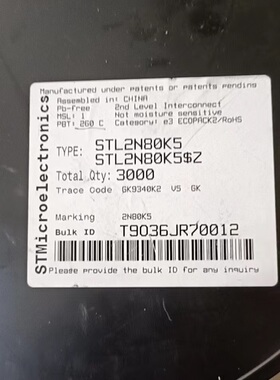 Manufactured under patents or patents pending
Assembled in: CHINA
Pb-free 2nd Level Interconnect
MSL: 1 Not moisture sensitive
PBT: 260 C Category: e3 ECOPACK2/RoHS
STMicroelectronics
TYPE: STL2N80K5
STL2N80K5$Z
Total Qty: 3000
Trace Code GK9340K2 VS GK
Marking 2N80K5
Bulk ID T9036JR70012
Please provide the bulk ID for any inquiry